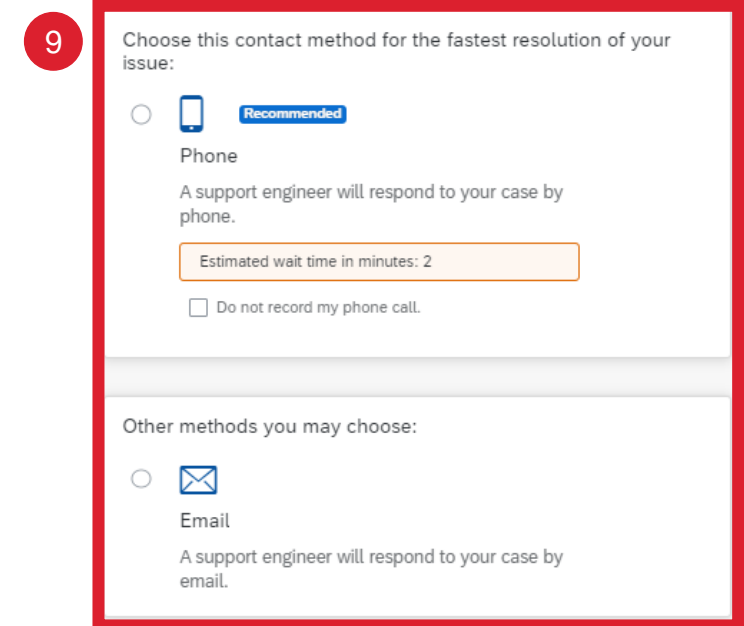 9
Choose this contact method for the fastest resolution of your
issue:
Recommended
Phone
A support engineer will respond to your case by
phone.
Estimated wait time in minutes: 2
Do not record my phone call.
Other methods you may choose:
Email
A support engineer will respond to your case by
email.